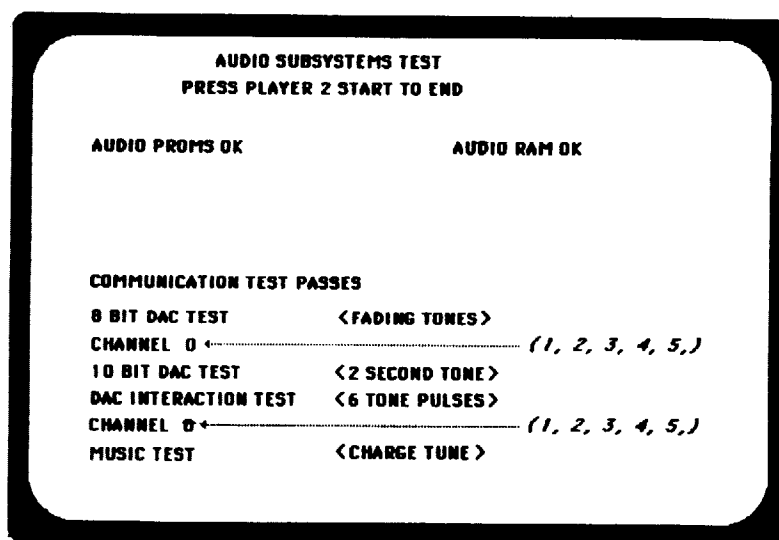 AUDIO SUBSYSTEMS TEST
PRESS PLAYER 2 START TO END
AUDIO PROMS OK AUDIO RAM OK
COMMUNICATION TEST PASSES
8 BIT DAC TEST <FADING TONES>
CHANNEL 0 (1, 2, 3, 4, 5,)
10 BIT DAC TEST <2 SECOND TONE>
DAC INTERACTION TEST <6 TONE PULSES>
CHANNEL 0 (1, 2, 3, 4, 5,)
MUSIC TEST <CHARGE TUNE>